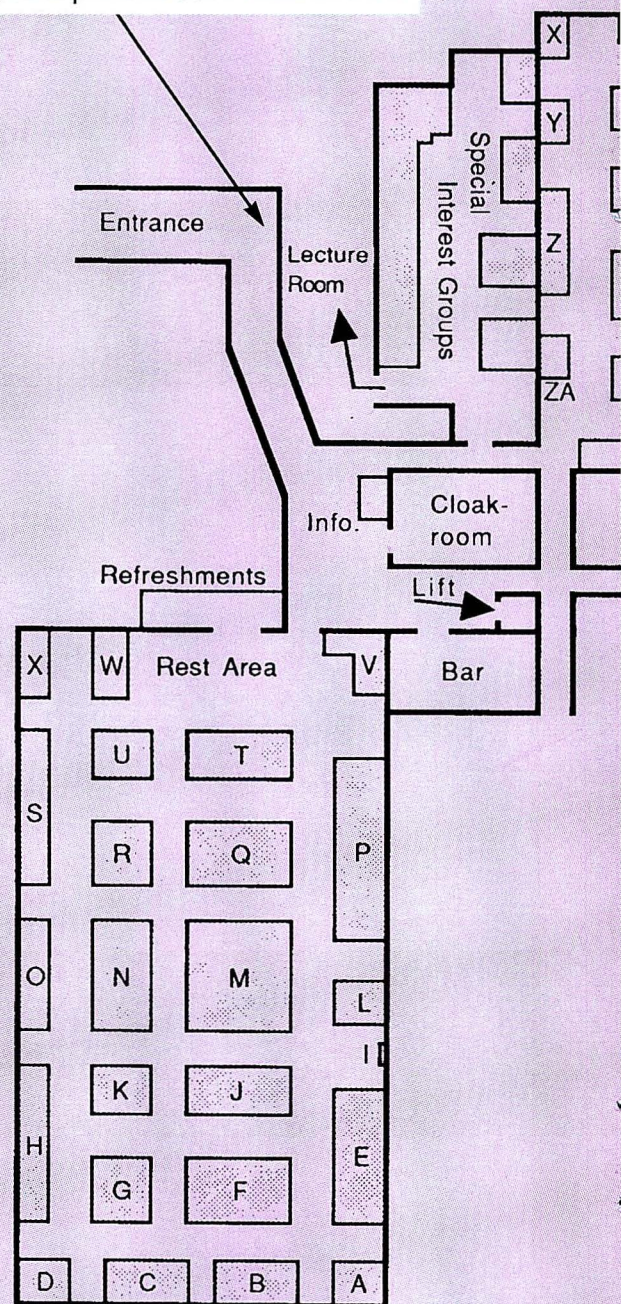 X
Y
Special
Interest Groups
Z
ZA
Entrance
Lecture
Room
Info.
Cloak-
room
Refreshments
Lift
X W Rest Area V Bar
U T
S
R Q P
O N M L
I
K J
H E
G F
D C B A